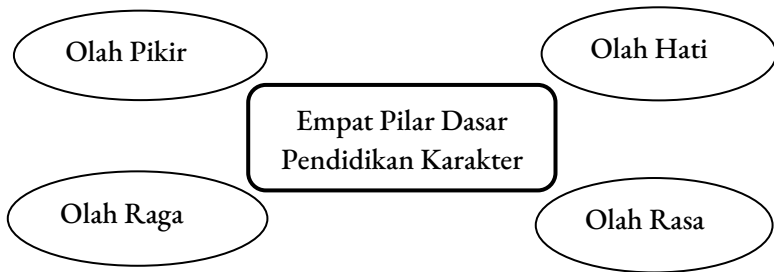 Olah Pikir
Olah Hati
Empat Pilar Dasar
Pendidikan Karakter
Olah Raga
Olah Rasa